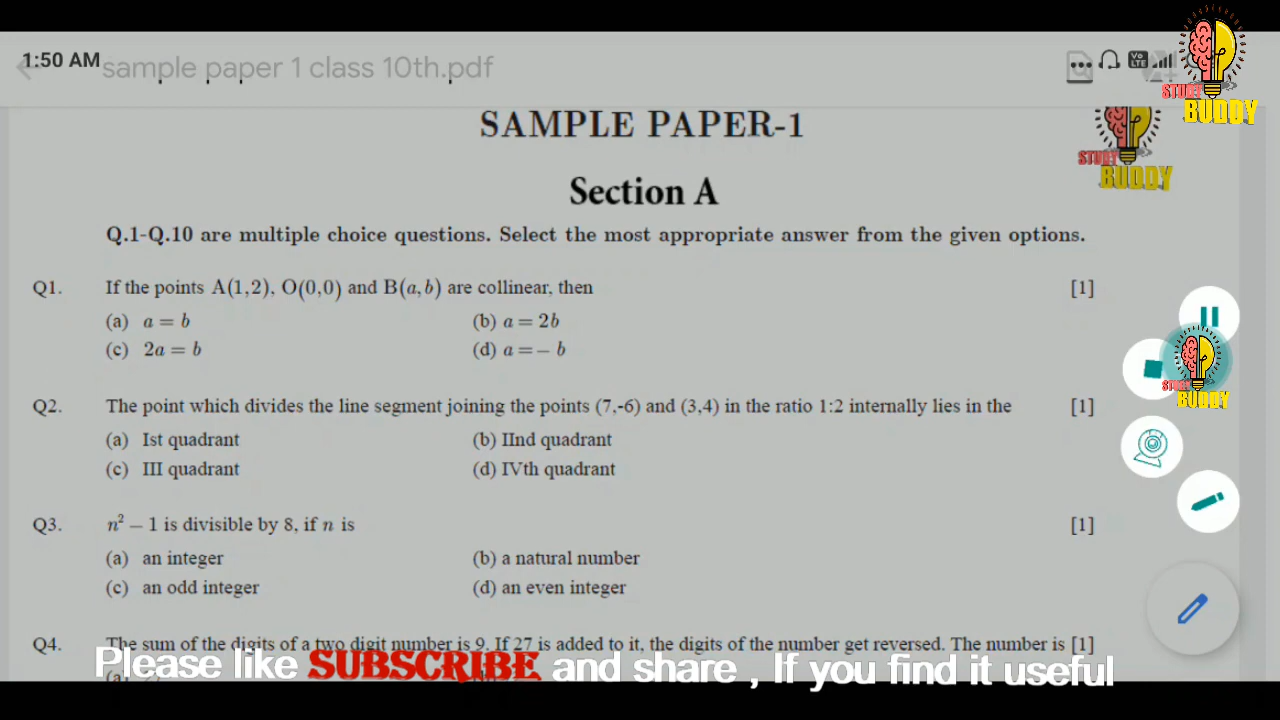 1:50 AM
sample paper 1 class 10th.pdf
Vo LTE
STUDY
BUDDY
SAMPLE PAPER-1
STUDY
BUDDY
Section A
Q.1-Q.10 are multiple choice questions. Select the most appropriate answer from the given options.
Q1. If the points A(1,2), O(0,0) and B(a,b) are collinear, then [1]
(a) a = b (b) a = 2b
(c) 2a = b (d) a = − b
STUDY
BUDDY
Q2. The point which divides the line segment joining the points (7,-6) and (3,4) in the ratio 1:2 internally lies in the [1]
(a) Ist quadrant (b) IInd quadrant
(c) III quadrant (d) IVth quadrant
Q3. n² − 1 is divisible by 8, if n is [1]
(a) an integer (b) a natural number
(c) an odd integer (d) an even integer
Q4. The sum of the digits of a two digit number is 9. If 27 is added to it, the digits of the number get reversed. The number is [1]
Please like SUBSCRIBE and share , If you find it useful